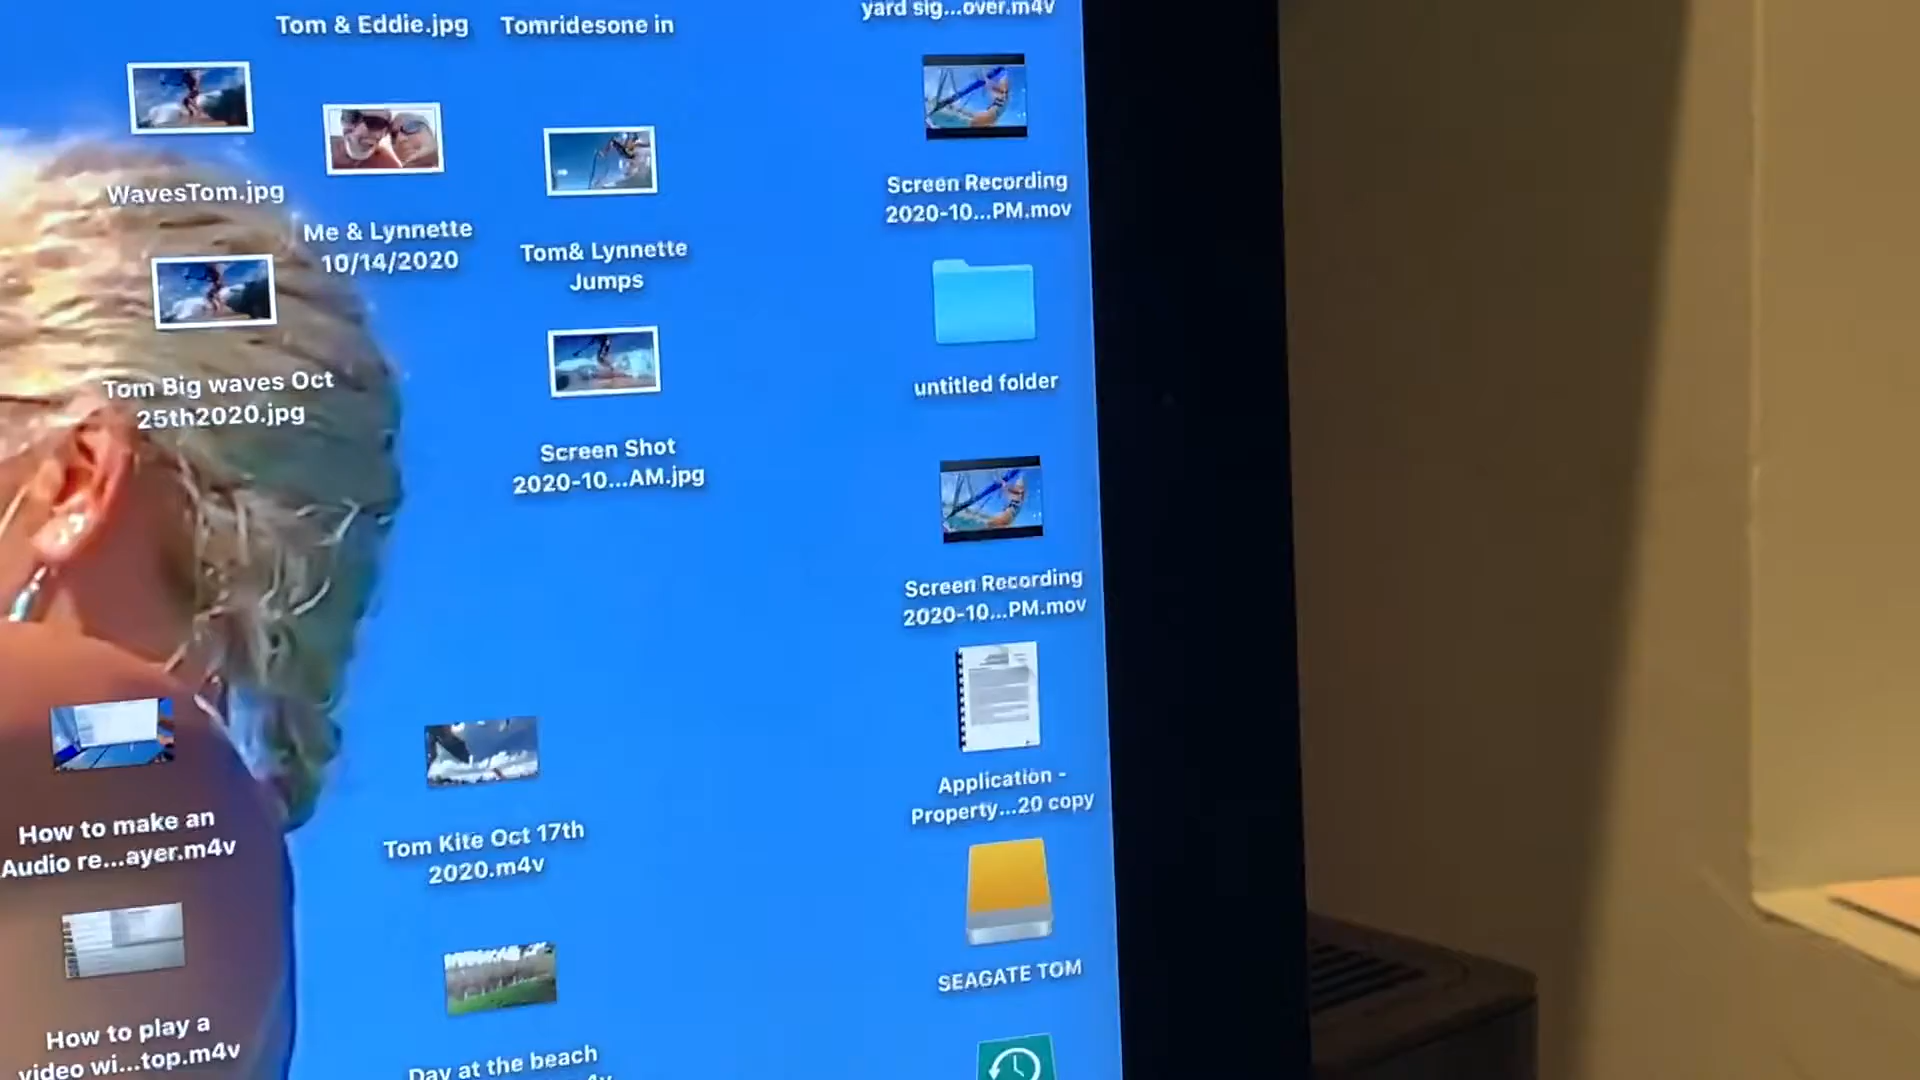 Tom & Eddie.jpg
Tomridesone in
yard sig...over.m4v
WavesTom.jpg
Me & Lynnette
10/14/2020
Tom& Lynnette
Jumps
Screen Recording
2020-10...PM.mov
Tom Big waves Oct
25th2020.jpg
Screen Shot
2020-10...AM.jpg
untitled folder
Screen Recording
2020-10...PM.mov
Application -
Property...20 copy
How to make an
Audio re...ayer.m4v
Tom Kite Oct 17th
2020.m4v
SEAGATE TOM
How to play a
video wi...top.m4v
Day at the beach